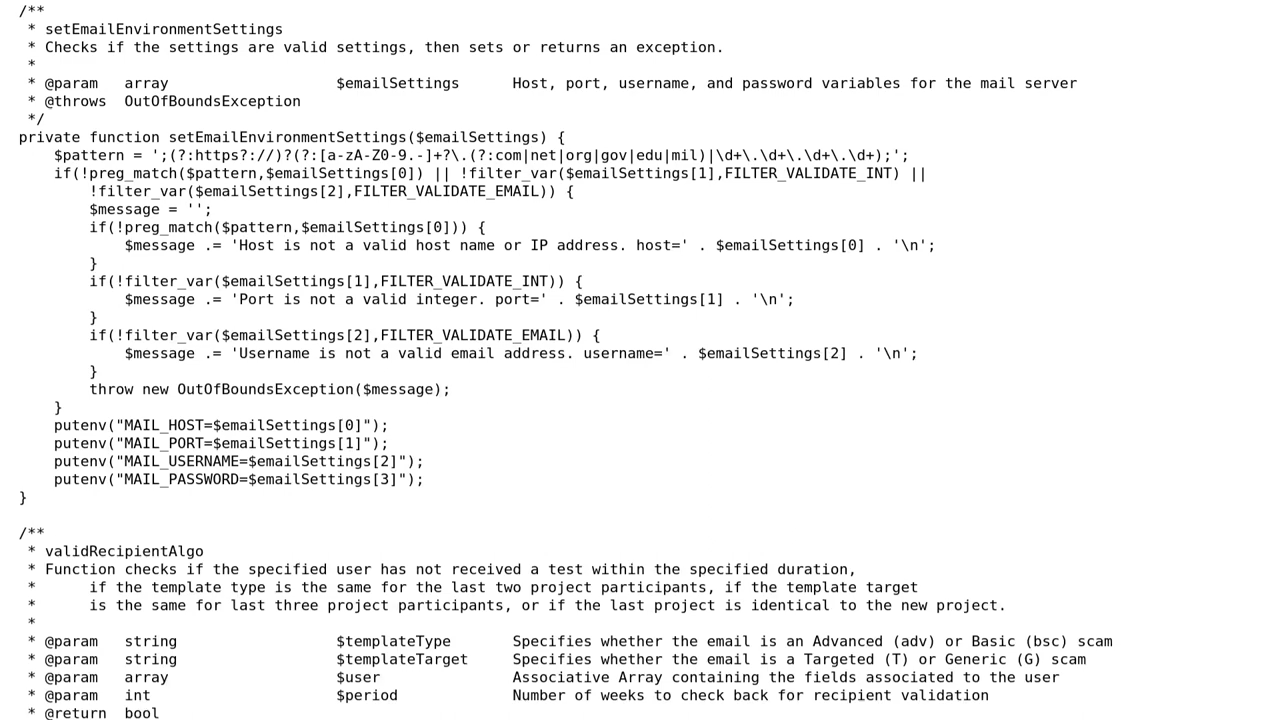 /**
 * setEmailEnvironmentSettings
 * Checks if the settings are valid settings, then sets or returns an exception.
 *
 * @param   array                   $emailSettings      Host, port, username, and password variables for the mail server
 * @throws  OutOfBoundsException
 */
private function setEmailEnvironmentSettings($emailSettings) {
    $pattern = ';(?:https?://)?(?:[a-zA-Z0-9.-]+?\.(?:com|net|org|gov|edu|mil)|\d+\.\d+\.\d+\.\d+);';
    if(!preg_match($pattern,$emailSettings[0]) || !filter_var($emailSettings[1],FILTER_VALIDATE_INT) ||
        !filter_var($emailSettings[2],FILTER_VALIDATE_EMAIL)) {
        $message = '';
        if(!preg_match($pattern,$emailSettings[0])) {
            $message .= 'Host is not a valid host name or IP address. host=' . $emailSettings[0] . '\n';
        }
        if(!filter_var($emailSettings[1],FILTER_VALIDATE_INT)) {
            $message .= 'Port is not a valid integer. port=' . $emailSettings[1] . '\n';
        }
        if(!filter_var($emailSettings[2],FILTER_VALIDATE_EMAIL)) {
            $message .= 'Username is not a valid email address. username=' . $emailSettings[2] . '\n';
        }
        throw new OutOfBoundsException($message);
    }
    putenv("MAIL_HOST=$emailSettings[0]");
    putenv("MAIL_PORT=$emailSettings[1]");
    putenv("MAIL_USERNAME=$emailSettings[2]");
    putenv("MAIL_PASSWORD=$emailSettings[3]");
}

/**
 * validRecipientAlgo
 * Function checks if the specified user has not received a test within the specified duration,
 *      if the template type is the same for the last two project participants, if the template target
 *      is the same for last three project participants, or if the last project is identical to the new project.
 *
 * @param   string                  $templateType       Specifies whether the email is an Advanced (adv) or Basic (bsc) scam
 * @param   string                  $templateTarget     Specifies whether the email is a Targeted (T) or Generic (G) scam
 * @param   array                   $user               Associative Array containing the fields associated to the user
 * @param   int                     $period             Number of weeks to check back for recipient validation
 * @return  bool